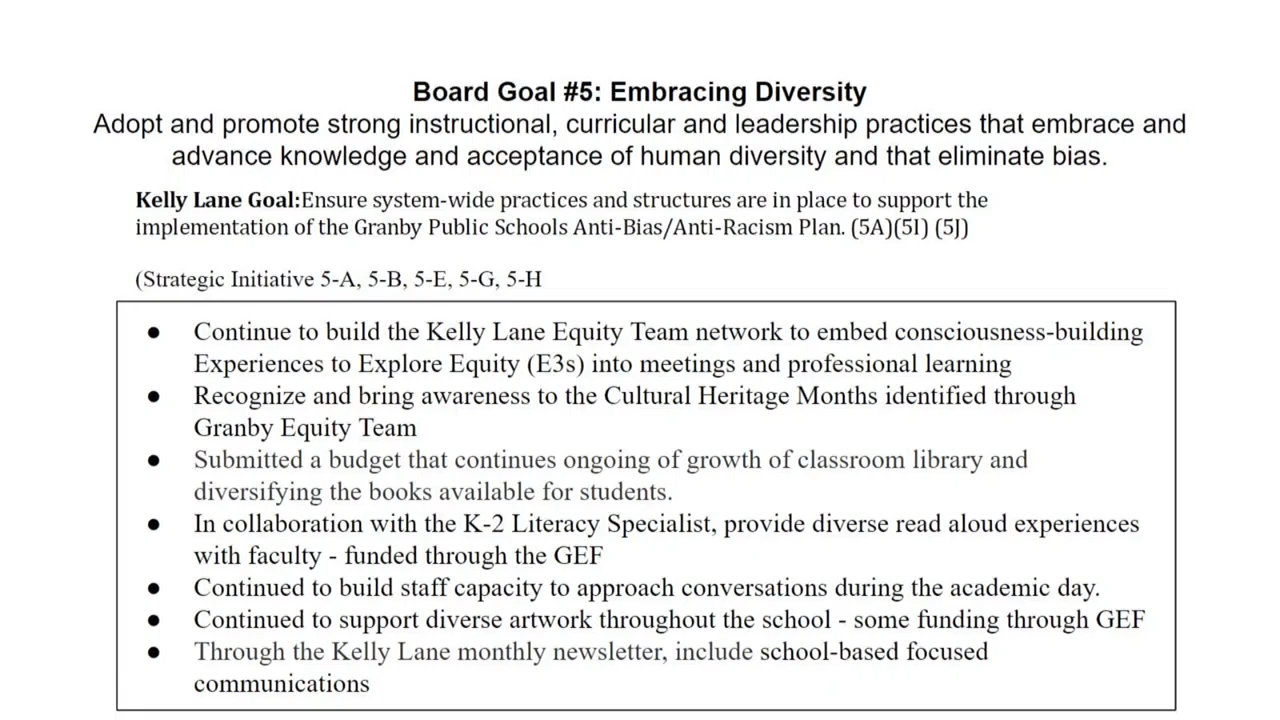 Board Goal #5: Embracing Diversity
Adopt and promote strong instructional, curricular and leadership practices that embrace and
advance knowledge and acceptance of human diversity and that eliminate bias.
Kelly Lane Goal:Ensure system-wide practices and structures are in place to support the
implementation of the Granby Public Schools Anti-Bias/Anti-Racism Plan. (5A)(5I) (5J)
(Strategic Initiative 5-A, 5-B, 5-E, 5-G, 5-H
● Continue to build the Kelly Lane Equity Team network to embed consciousness-building
Experiences to Explore Equity (E3s) into meetings and professional learning
● Recognize and bring awareness to the Cultural Heritage Months identified through
Granby Equity Team
● Submitted a budget that continues ongoing of growth of classroom library and
diversifying the books available for students.
● In collaboration with the K-2 Literacy Specialist, provide diverse read aloud experiences
with faculty - funded through the GEF
● Continued to build staff capacity to approach conversations during the academic day.
● Continued to support diverse artwork throughout the school - some funding through GEF
● Through the Kelly Lane monthly newsletter, include school-based focused
communications